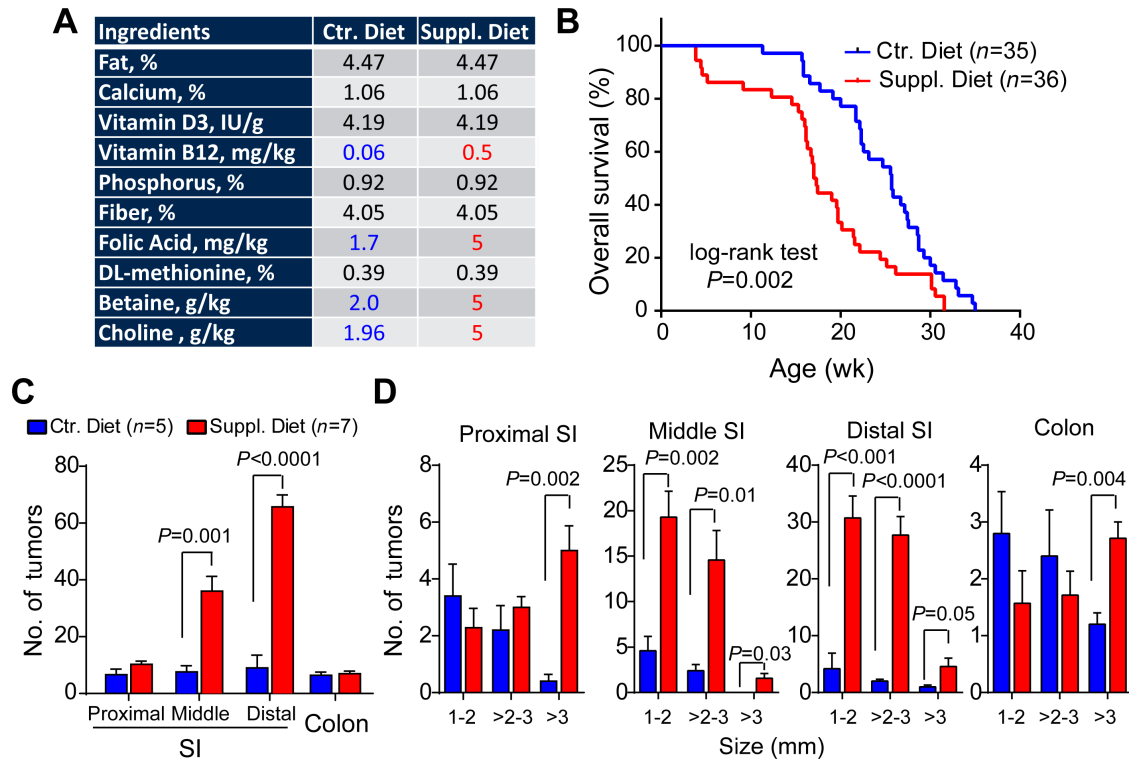 A
Ingredients Ctr. Diet Suppl. Diet
Fat, % 4.47 4.47
Calcium, % 1.06 1.06
Vitamin D3, IU/g 4.19 4.19
Vitamin B12, mg/kg 0.06 0.5
Phosphorus, % 0.92 0.92
Fiber, % 4.05 4.05
Folic Acid, mg/kg 1.7 5
DL-methionine, % 0.39 0.39
Betaine, g/kg 2.0 5
Choline , g/kg 1.96 5
B
Overall survival (%)
100
80
60
40
20
0
Ctr. Diet (n=35)
Suppl. Diet (n=36)
log-rank test
P=0.002
0 10 20 30 40
Age (wk)
C
Ctr. Diet (n=5) Suppl. Diet (n=7)
No. of tumors
80
60
40
20
0
P=0.001
P<0.0001
Proximal Middle Distal Colon
SI
D
No. of tumors
Proximal SI
8
6
4
2
0
P=0.002
1-2 >2-3 >3
Middle SI
25
20
15
10
5
0
P=0.002
P=0.01
P=0.03
1-2 >2-3 >3
Distal SI
40
30
20
10
0
P<0.001
P<0.0001
P=0.05
1-2 >2-3 >3
Colon
4
3
2
1
0
P=0.004
1-2 >2-3 >3
Size (mm)